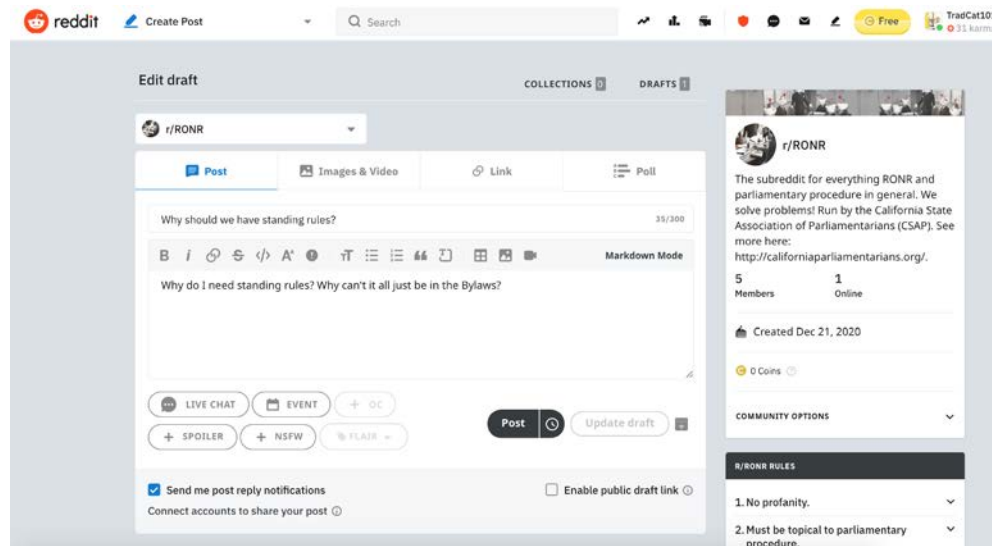 reddit
Create Post
Search
Free
TradCat10
31 karma
Edit draft
COLLECTIONS 0
DRAFTS 1
r/RONR
Post
Images & Video
Link
Poll
Why should we have standing rules?
35/300
Markdown Mode
Why do I need standing rules? Why can't it all just be in the Bylaws?
LIVE CHAT
EVENT
+ OC
+ SPOILER
+ NSFW
FLAIR
Post
Update draft
Send me post reply notifications
Enable public draft link
Connect accounts to share your post
r/RONR
The subreddit for everything RONR and
parliamentary procedure in general. We
solve problems! Run by the California State
Association of Parliamentarians (CSAP). See
more here:
http://californiaparliamentarians.org/.
5
Members
1
Online
Created Dec 21, 2020
0 Coins
COMMUNITY OPTIONS
R/RONR RULES
1. No profanity.
2. Must be topical to parliamentary
procedure.